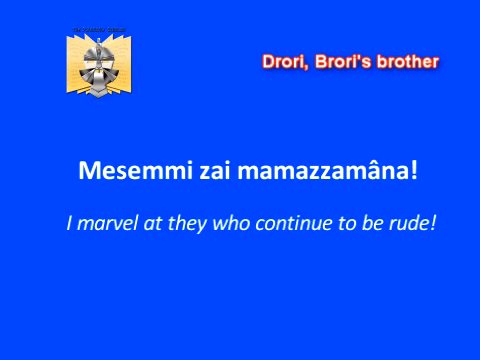 Drori, Brori's brother
Mesemmi zai mamazzamâna!
I marvel at they who continue to be rude!